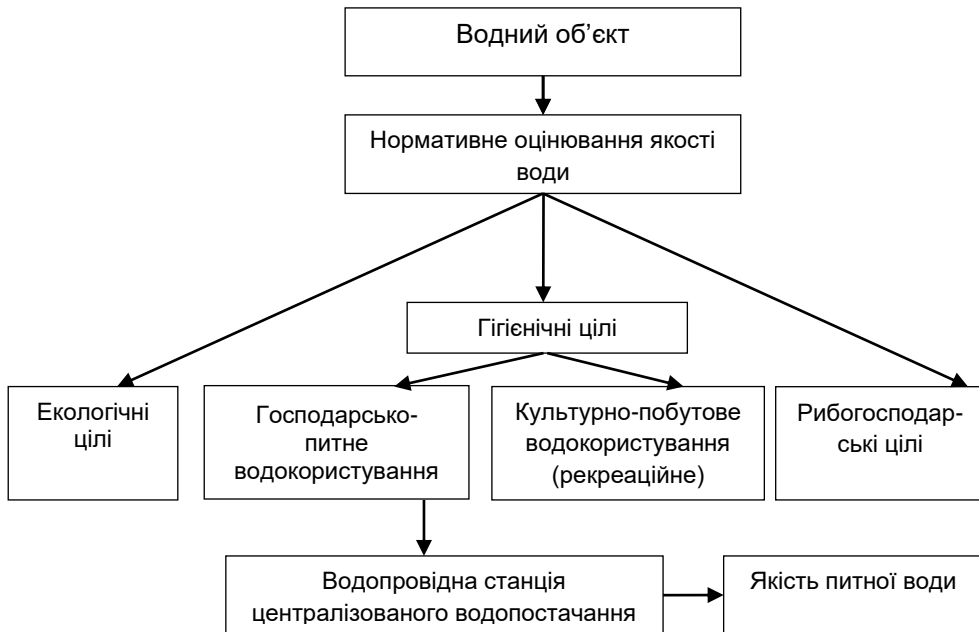 Водний об’єкт
Нормативне оцінювання якості
води
Гігієнічні цілі
Екологічні
цілі
Господарсько-
питне
водокористування
Культурно-побутове
водокористування
(рекреаційне)
Рибогосподар-
ські цілі
Водопровідна станція
централізованого водопостачання
Якість питної води